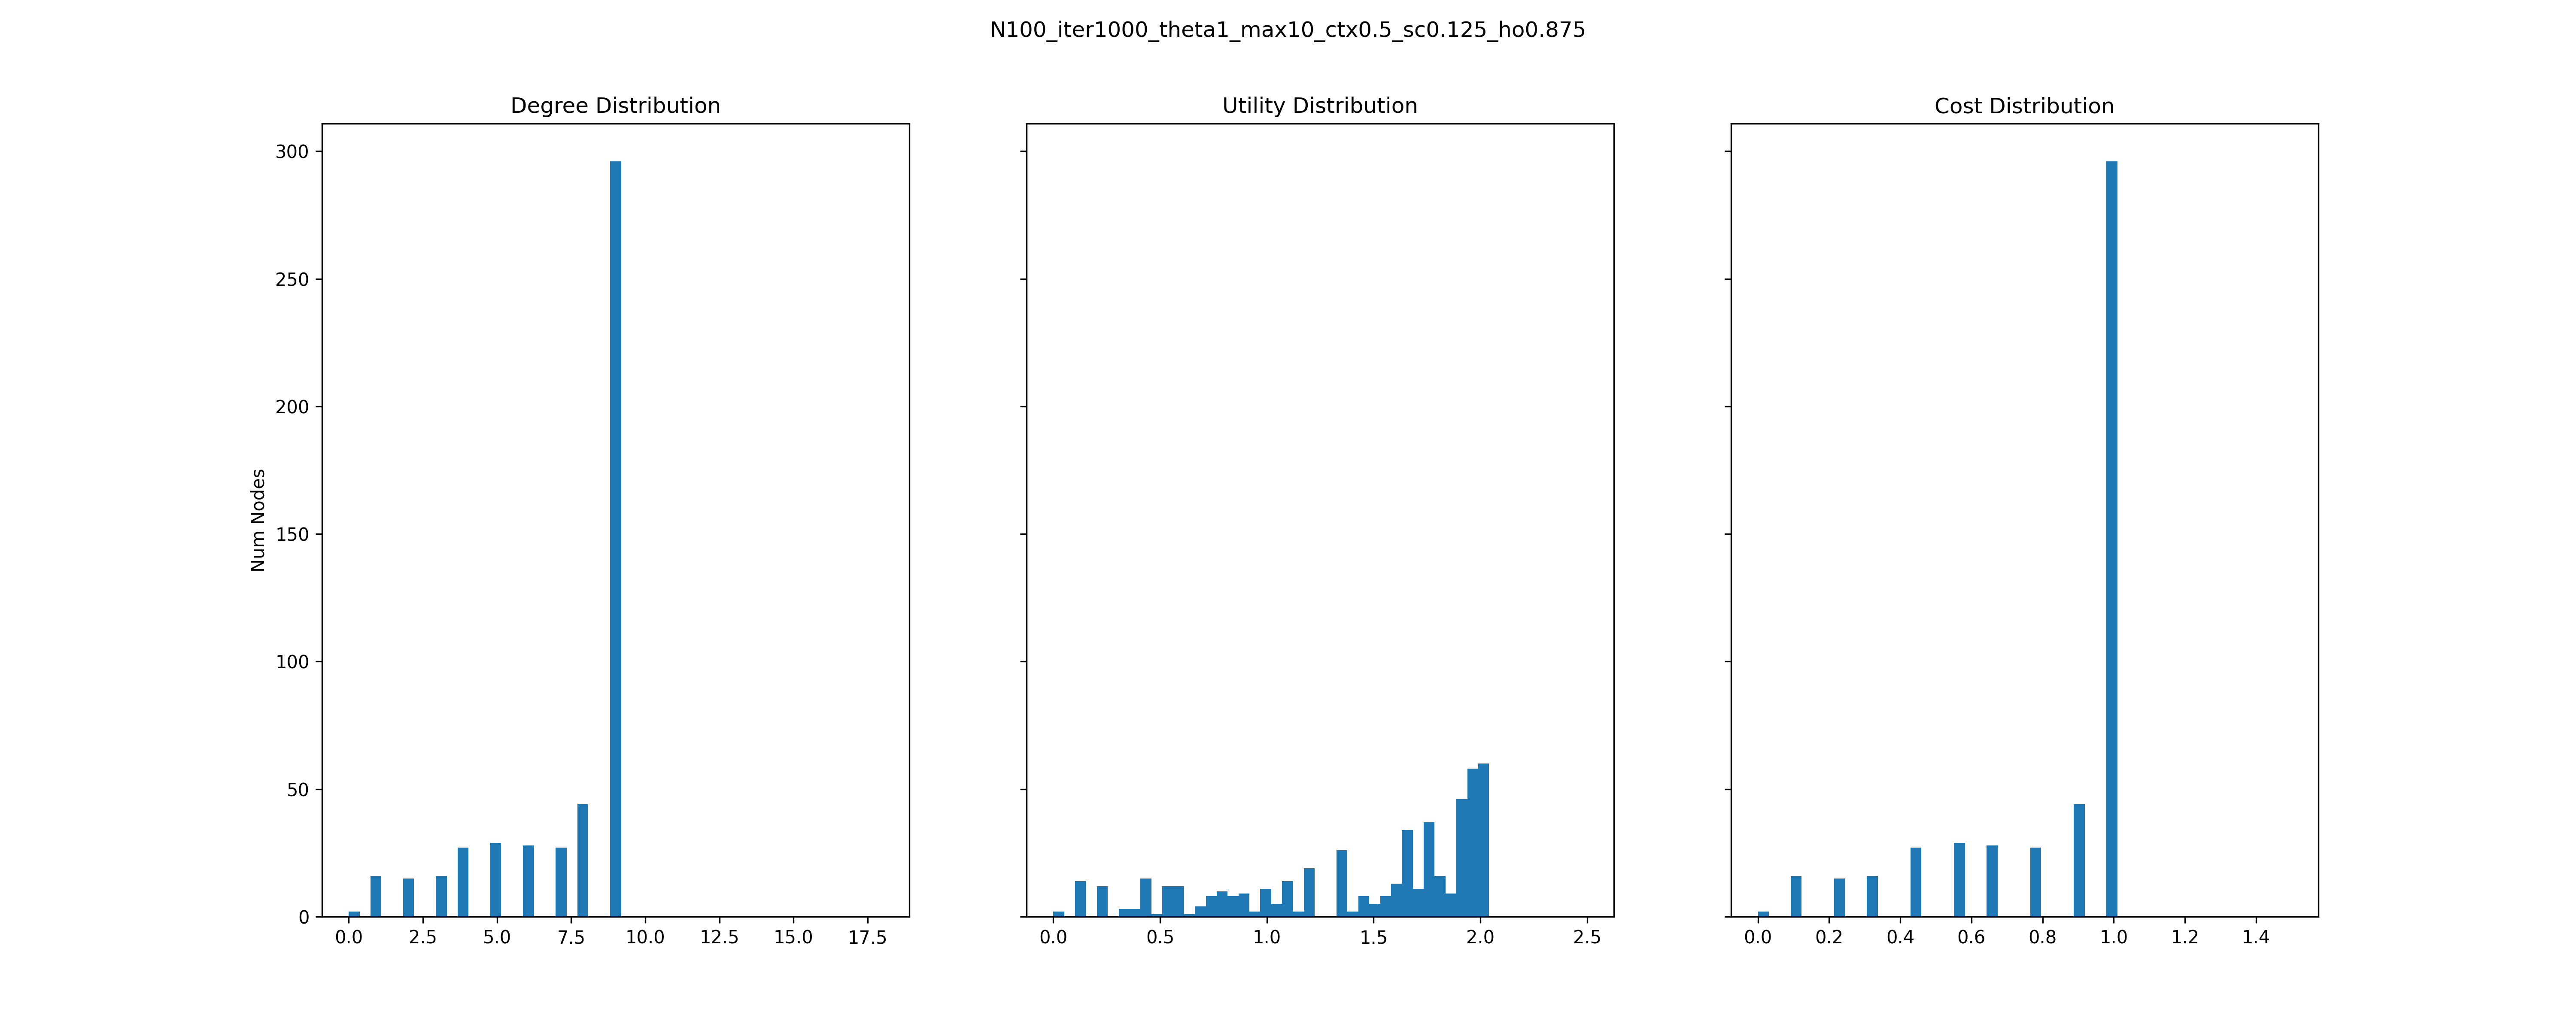 N100_iter1000_theta1_max10_ctx0.5_sc0.125_ho0.875
Degree Distribution
Utility Distribution
Cost Distribution
Num Nodes
300
250
200
150
100
50
0
0.0 2.5 5.0 7.5 10.0 12.5 15.0 17.5
0.0 0.5 1.0 1.5 2.0 2.5
0.0 0.2 0.4 0.6 0.8 1.0 1.2 1.4